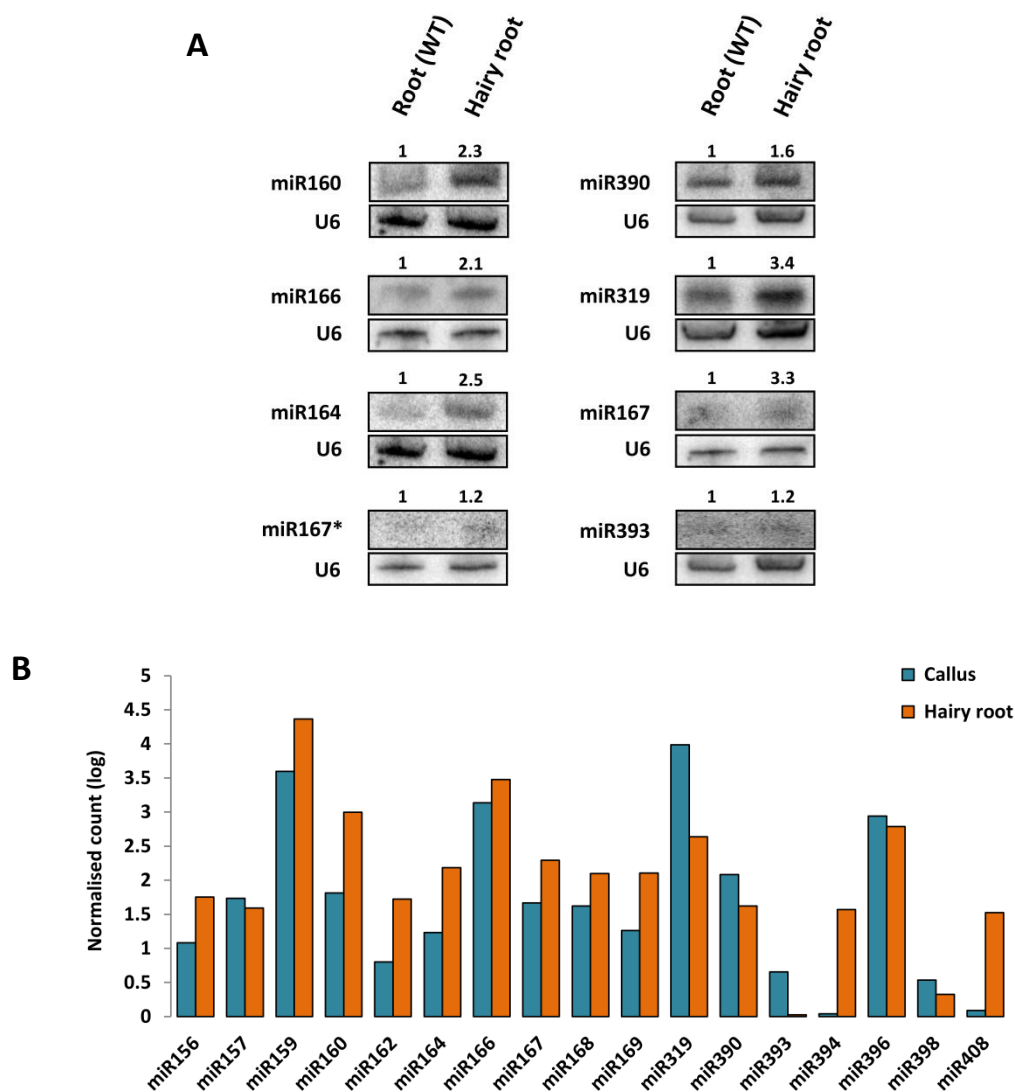 A
Root (WT)
Hairy root
Root (WT)
Hairy root
1 2.3
miR160
U6
1 1.6
miR390
U6
1 2.1
miR166
U6
1 3.4
miR319
U6
1 2.5
miR164
U6
1 3.3
miR167
U6
1 1.2
miR167*
U6
1 1.2
miR393
U6
B
Callus
Hairy root
Normalised count (log)
5
4.5
4
3.5
3
2.5
2
1.5
1
0.5
0
miR156
miR157
miR159
miR160
miR162
miR164
miR166
miR167
miR168
miR169
miR319
miR390
miR393
miR394
miR396
miR398
miR408